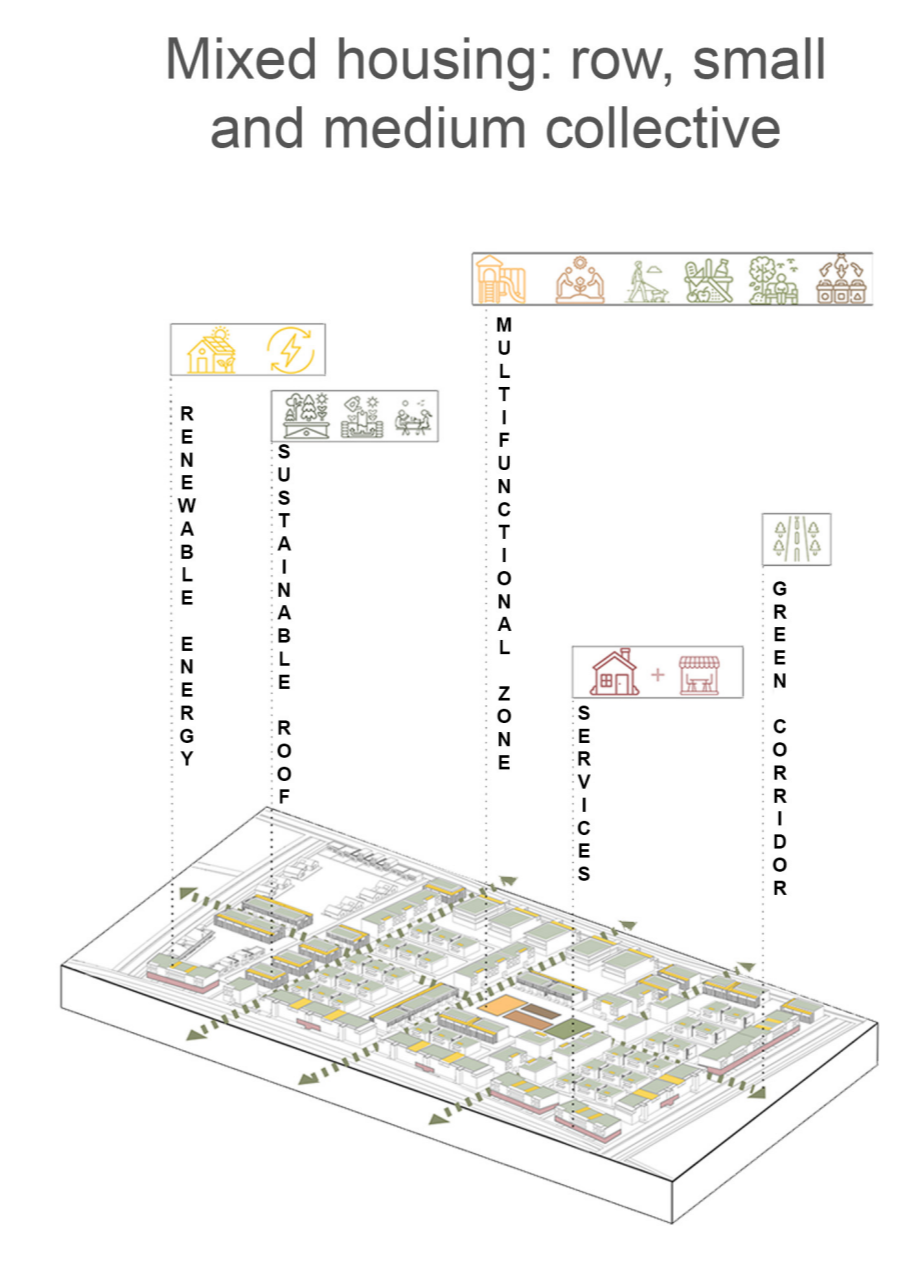 Mixed housing: row, small
and medium collective
RENEWABLE ENERGY
SUSTAINABLE ROOF
MULTIFUNCTIONAL ZONE
SERVICES
GREEN CORRIDOR